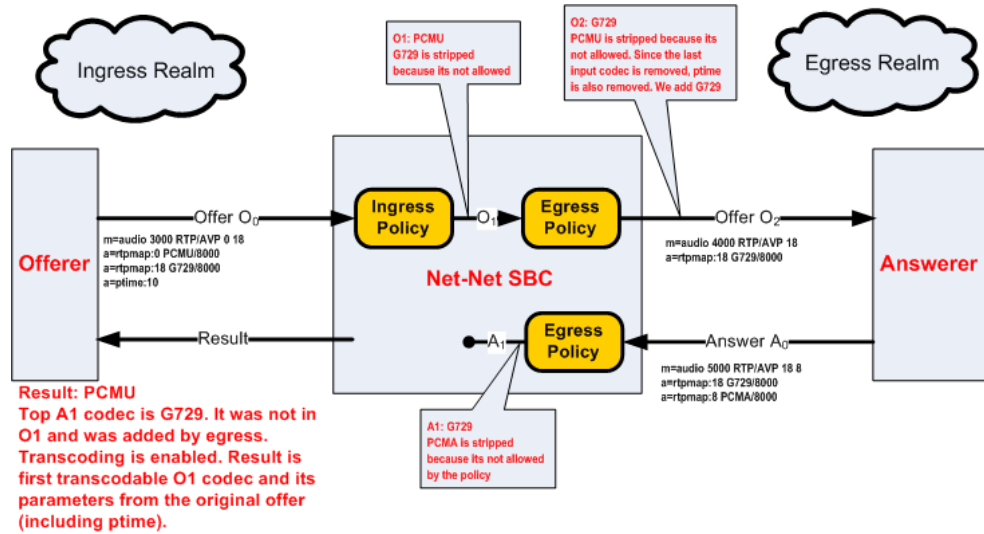 Ingress Realm
O1: PCMU
G729 is stripped
because its not allowed
O2: G729
PCMU is stripped because its
not allowed. Since the last
input codec is removed, ptime
is also removed. We add G729
Egress Realm
Offerer
Offer O₀
m=audio 3000 RTP/AVP 0 18
a=rtpmap:0 PCMU/8000
a=rtpmap:18 G729/8000
a=ptime:10
Ingress
Policy
O₁
Egress
Policy
Net-Net SBC
Offer O₂
m=audio 4000 RTP/AVP 18
a=rtpmap:18 G729/8000
Answerer
Result
A₁
Egress
Policy
Answer A₀
m=audio 5000 RTP/AVP 18 8
a=rtpmap:18 G729/8000
a=rtpmap:8 PCMA/8000
Result: PCMU
Top A1 codec is G729. It was not in
O1 and was added by egress.
Transcoding is enabled. Result is
first transcodable O1 codec and its
parameters from the original offer
(including ptime).
A1: G729
PCMA is stripped
because its not allowed
by the policy